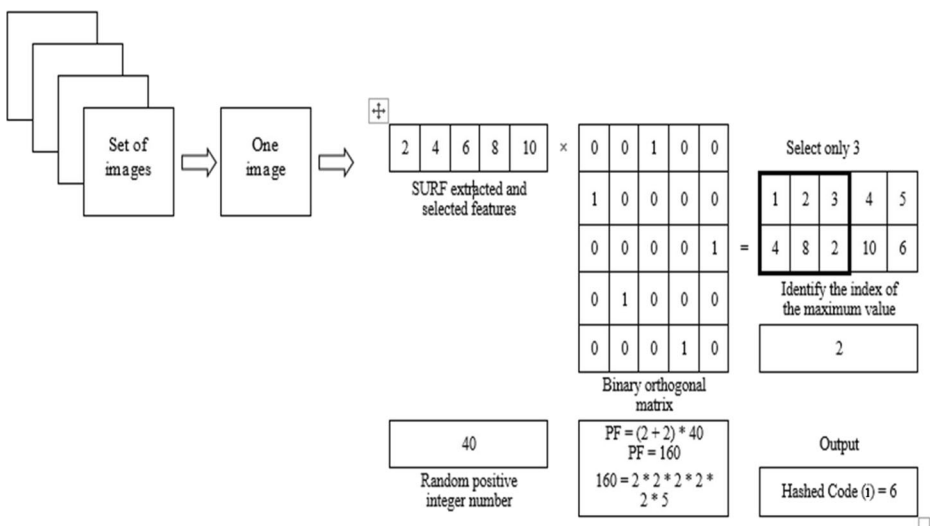 Set of
images
One
image
2 4 6 8 10
SURF extracted and
selected features
×
0 0 1 0 0
1 0 0 0 0
0 0 0 0 1
0 1 0 0 0
0 0 0 1 0
Binary orthogonal
matrix
=
Select only 3
1 2 3 4 5
4 8 2 10 6
Identify the index of
the maximum value
2
40
Random positive
integer number
PF = (2 + 2) * 40
PF = 160
160 = 2 * 2 * 2 * 2 *
2 * 5
Output
Hashed Code (i) = 6